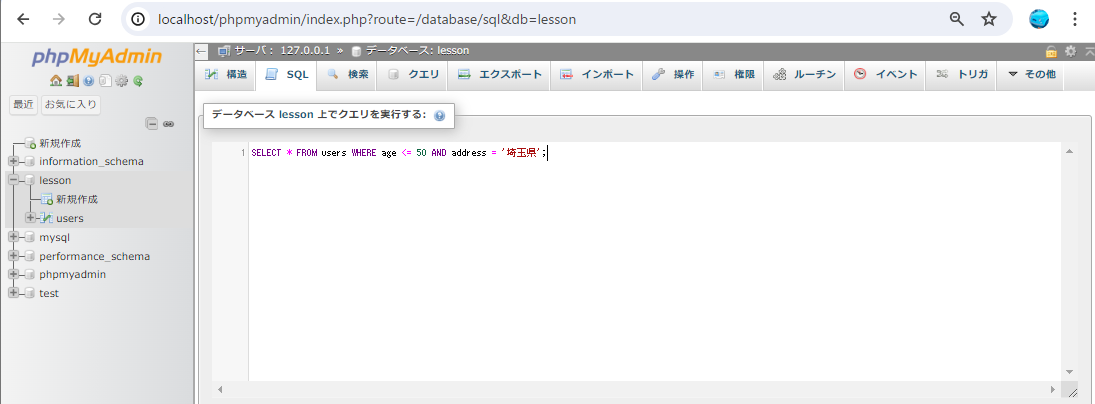 localhost/phpmyadmin/index.php?route=/database/sql&db=lesson
phpMyAdmin
最近 お気に入り
新規作成
information_schema
lesson
新規作成
users
mysql
performance_schema
phpmyadmin
test
サーバ: 127.0.0.1 » データベース: lesson
構造 SQL 検索 クエリ エクスポート インポート 操作 権限 ルーチン イベント トリガ その他
データベース lesson 上でクエリを実行する:
1 SELECT * FROM users WHERE age <= 50 AND address = '埼玉県';